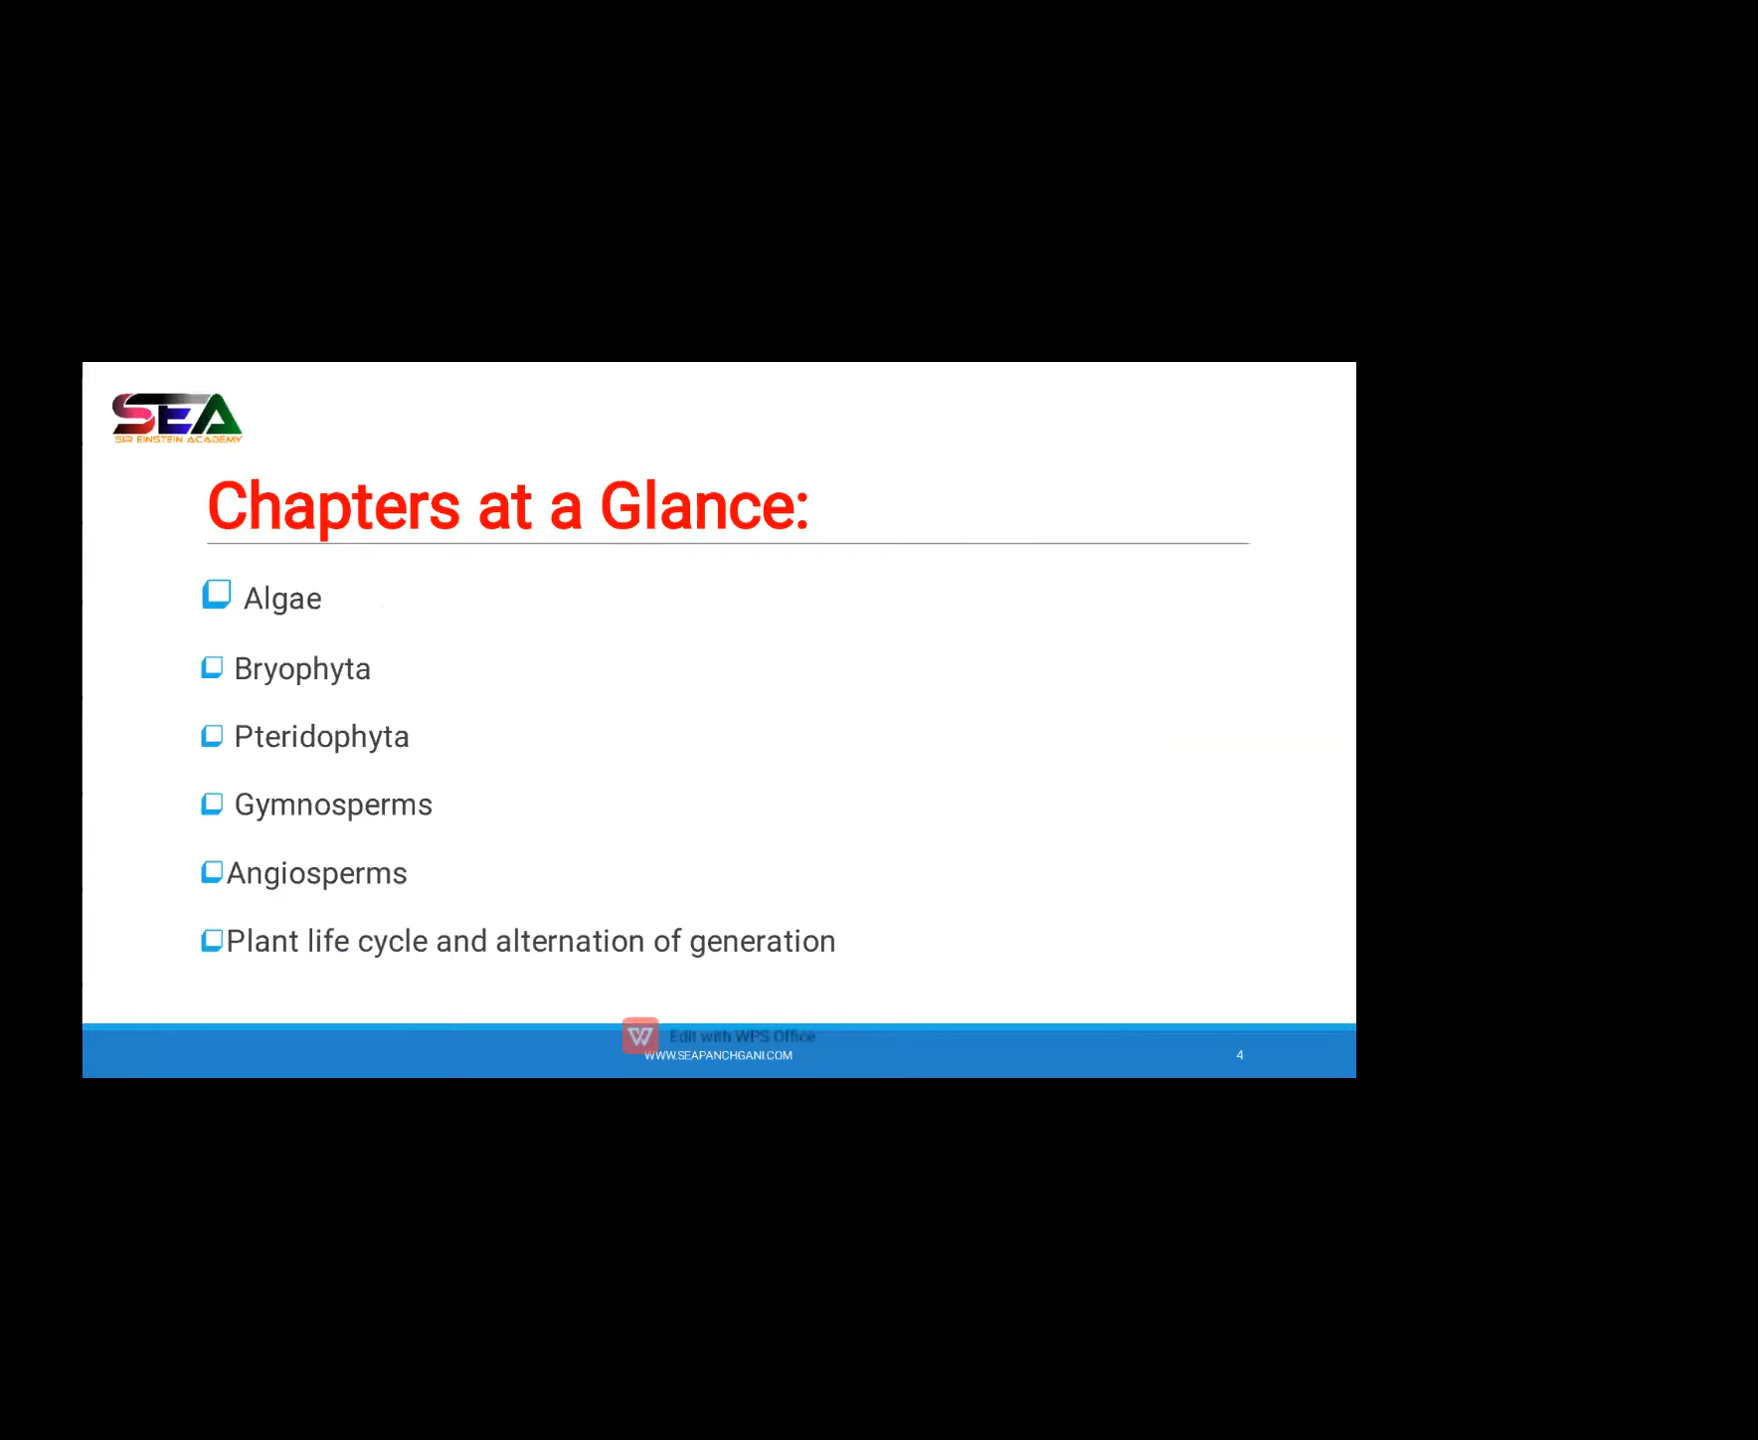 SEA
SIR EINSTEIN ACADEMY
Chapters at a Glance:
Algae
Bryophyta
Pteridophyta
Gymnosperms
Angiosperms
Plant life cycle and alternation of generation
Edit with WPS Office
WWW.SEAPANCHGANI.COM
4